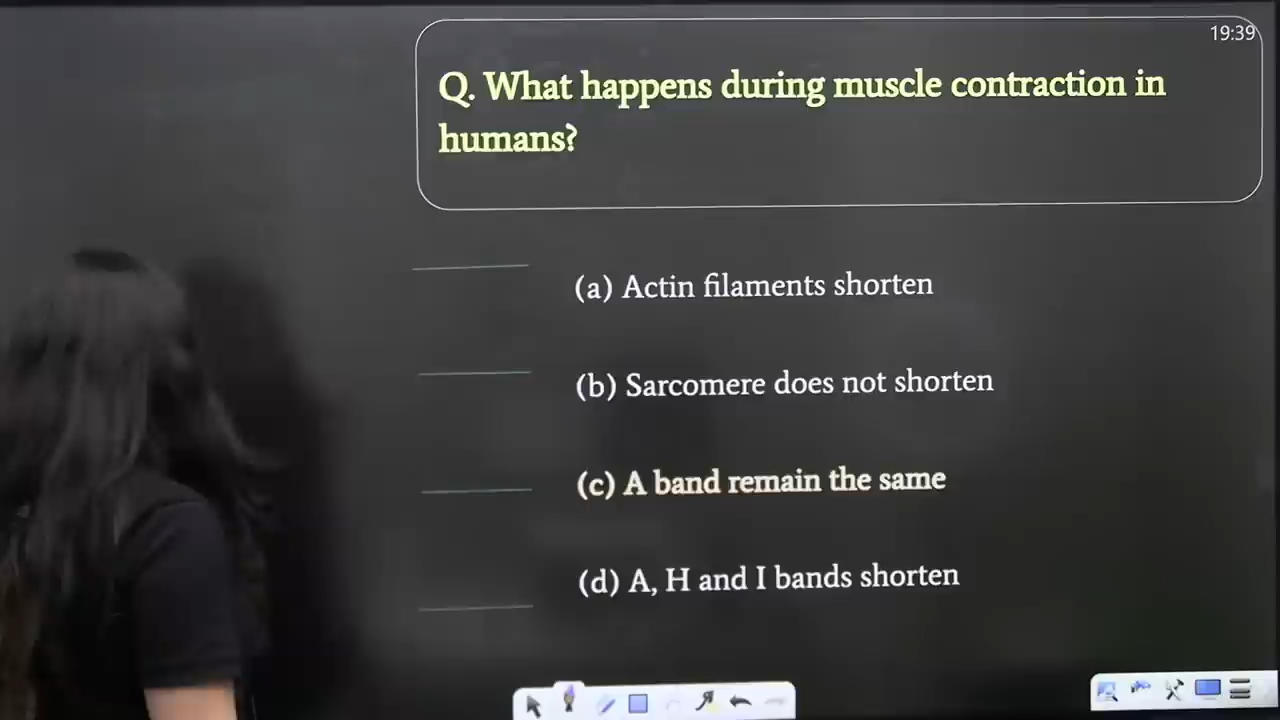 19:39
Q. What happens during muscle contraction in
humans?
(a) Actin filaments shorten
(b) Sarcomere does not shorten
(c) A band remain the same
(d) A, H and I bands shorten